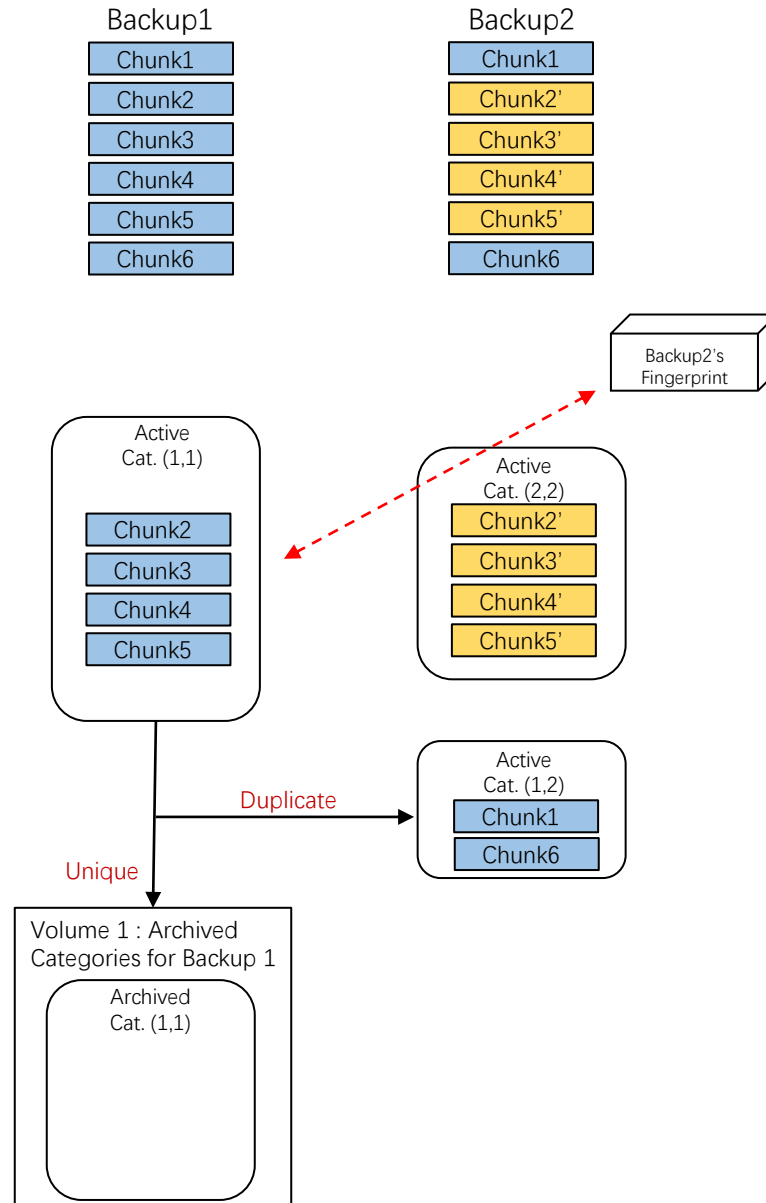 Backup1
Chunk1
Chunk2
Chunk3
Chunk4
Chunk5
Chunk6
Backup2
Chunk1
Chunk2'
Chunk3'
Chunk4'
Chunk5'
Chunk6
Backup2's
Fingerprint
Active
Cat. (1,1)
Chunk2
Chunk3
Chunk4
Chunk5
Active
Cat. (2,2)
Chunk2'
Chunk3'
Chunk4'
Chunk5'
Duplicate
Active
Cat. (1,2)
Chunk1
Chunk6
Unique
Volume 1 : Archived
Categories for Backup 1
Archived
Cat. (1,1)